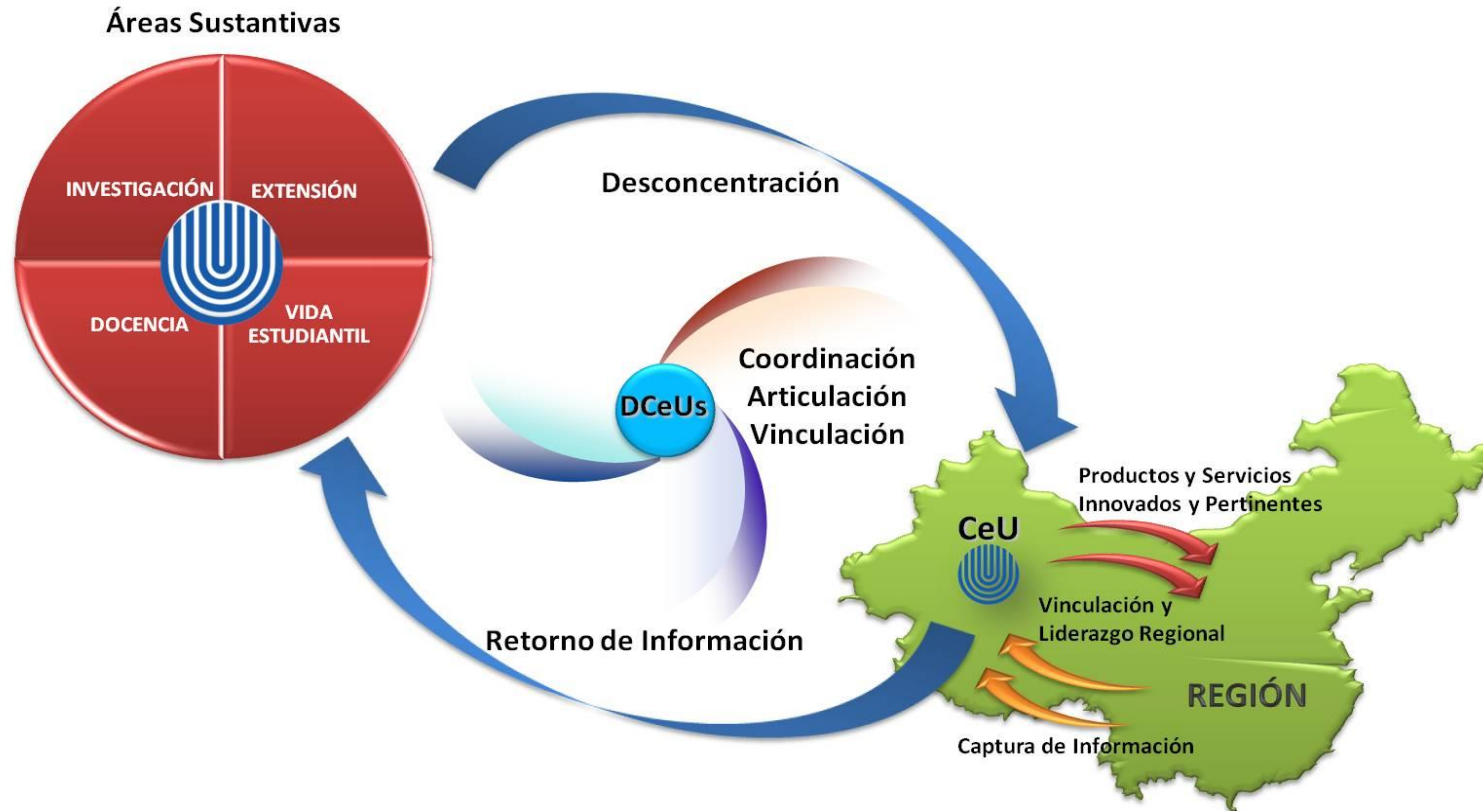 Áreas Sustantivas
INVESTIGACIÓN
EXTENSIÓN
DOCENCIA
VIDA
ESTUDIANTIL
Desconcentración
DCeUs
Coordinación
Articulación
Vinculación
Retorno de Información
CeU
Productos y Servicios
Innovados y Pertinentes
Vinculación y
Liderazgo Regional
REGIÓN
Captura de Información